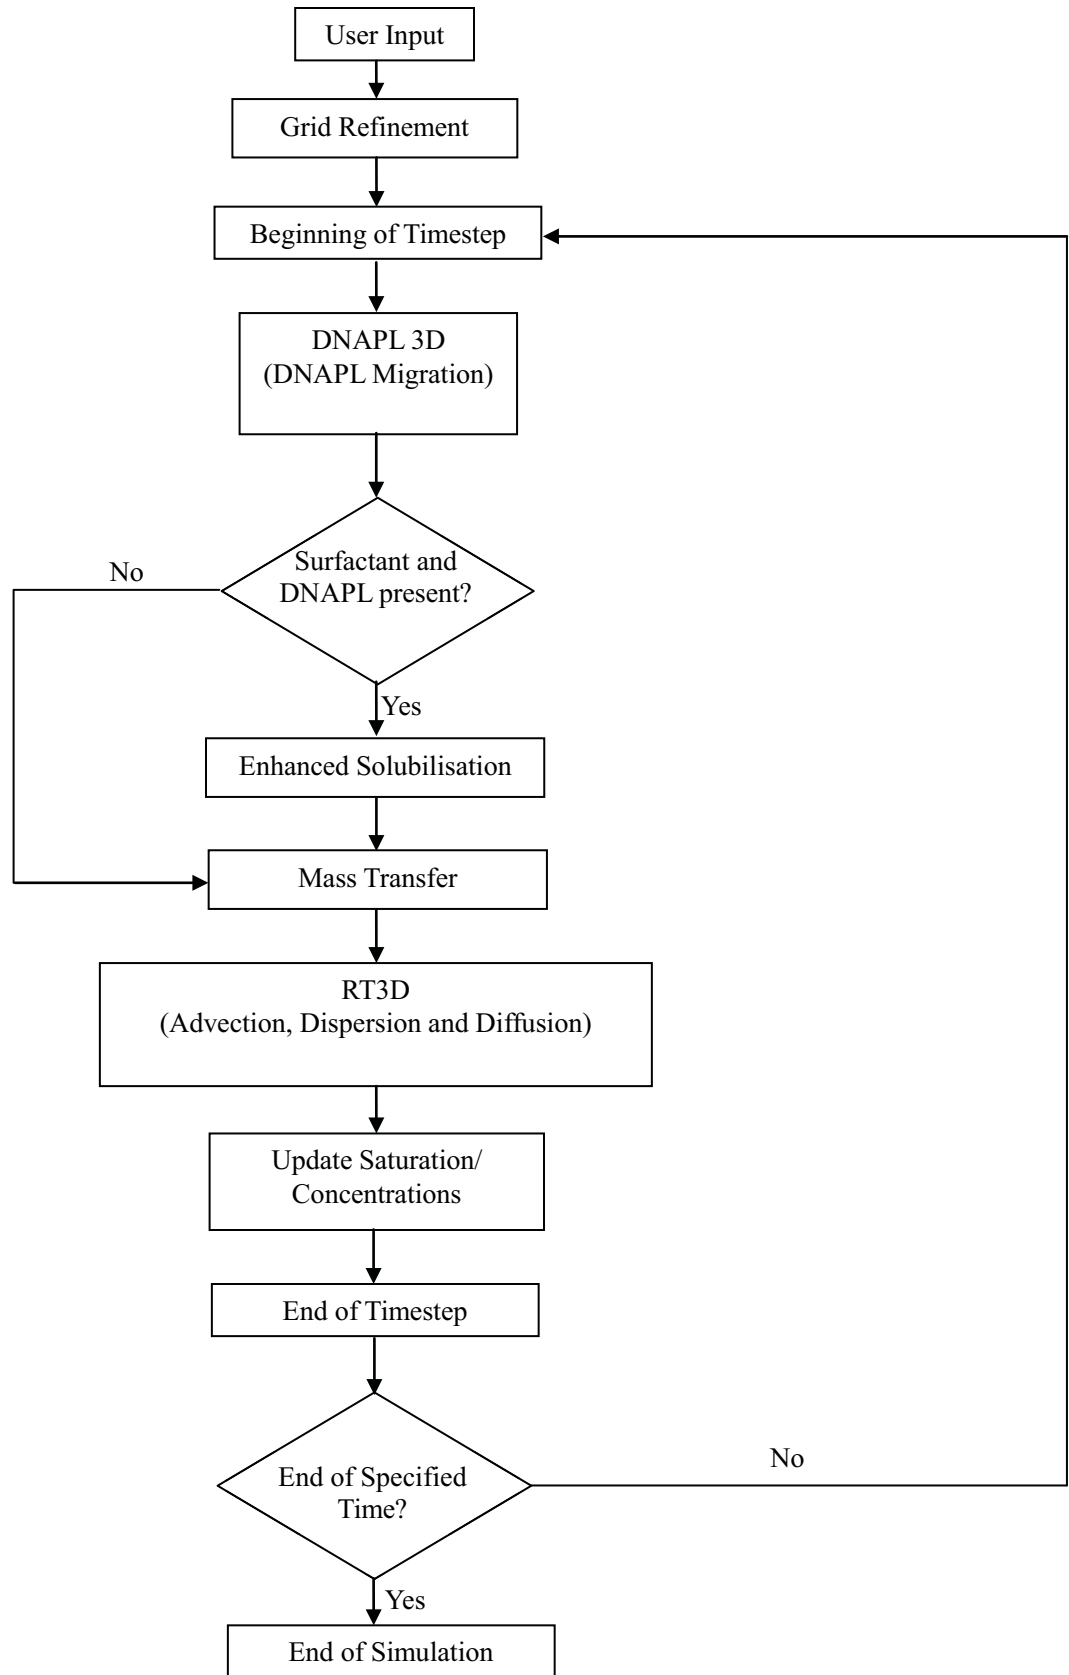 User Input
Grid Refinement
Beginning of Timestep
DNAPL 3D
(DNAPL Migration)
Surfactant and
DNAPL present?
No
Yes
Enhanced Solubilisation
Mass Transfer
RT3D
(Advection, Dispersion and Diffusion)
Update Saturation/
Concentrations
End of Timestep
End of Specified
Time?
No
Yes
End of Simulation